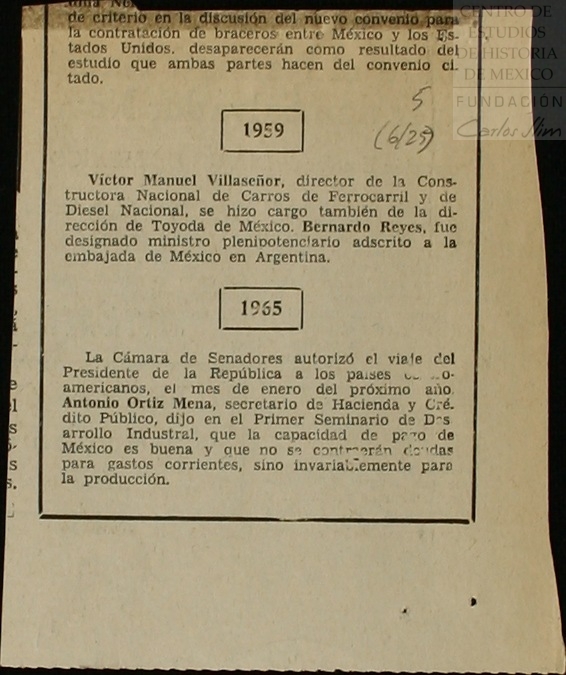 de criterio en la discusión del nuevo convenio para
la contratación de braceros entre México y los Es-
tados Unidos. desaparecerán como resultado del
estudio que ambas partes hacen del convenio ci-
tado.
CENTRO DE
ESTUDIOS
DE HISTORIA
DE MEXICO
FUNDACIÓN
Carlos Slim
5
(6/25)
1959
Víctor Manuel Villaseñor, director de la Cons-
tructora Nacional de Carros de Ferrocarril y de
Diesel Nacional, se hizo cargo también de la di-
rección de Toyoda de México. Bernardo Reyes, fue
designado ministro plenipotenciario adscrito a la
embajada de México en Argentina.
1965
La Cámara de Senadores autorizó el viaje del
Presidente de la República a los países
americanos, el mes de enero del próximo año.
Antonio Ortiz Mena, secretario de Hacienda y Cré-
dito Público, dijo en el Primer Seminario de Des
arrollo Industral, que la capacidad de pago de
México es buena y que no se contraerán deudas
para gastos corrientes, sino invariablemente para
la producción.